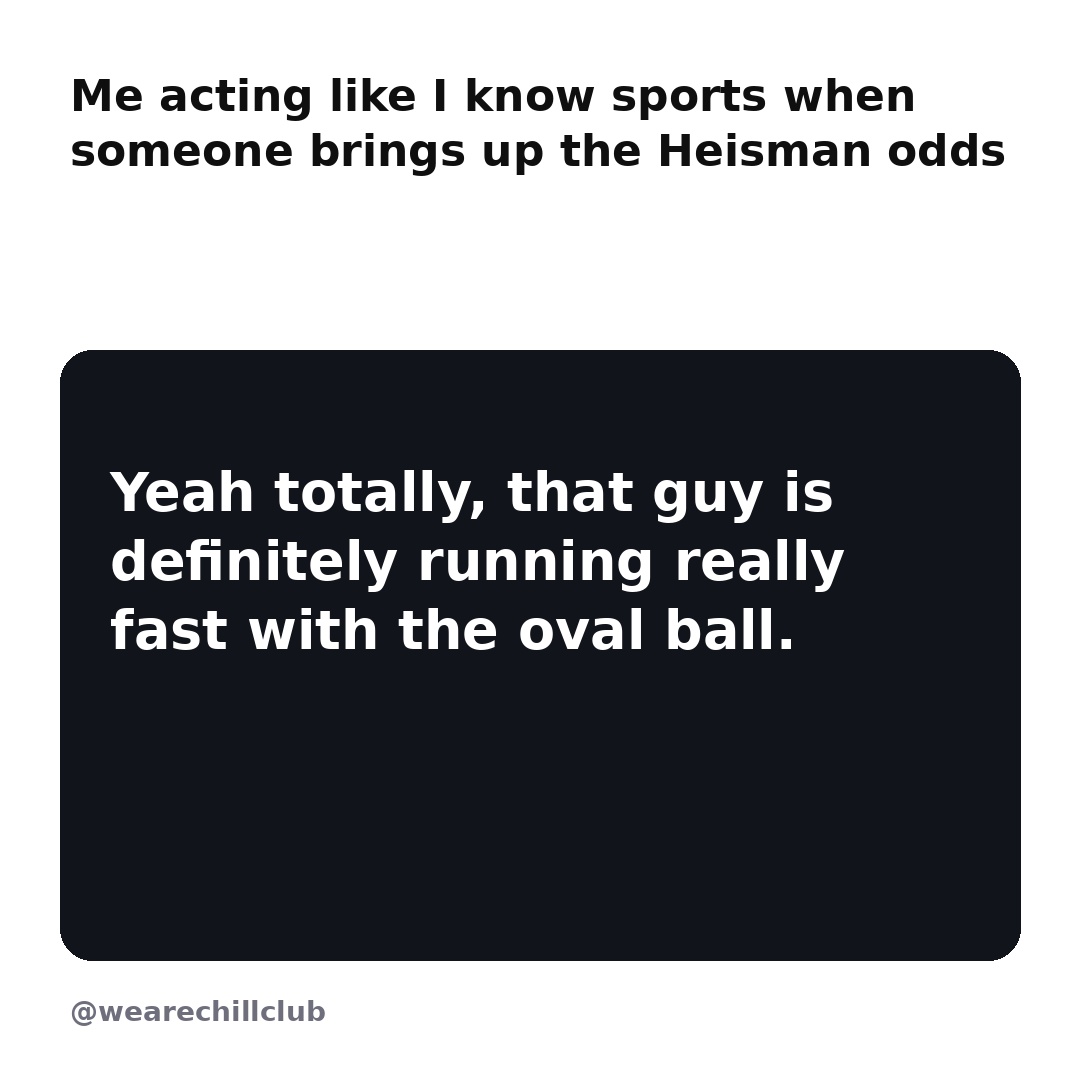 Me acting like I know sports when
someone brings up the Heisman odds
Yeah totally, that guy is
definitely running really
fast with the oval ball.
@wearechillclub